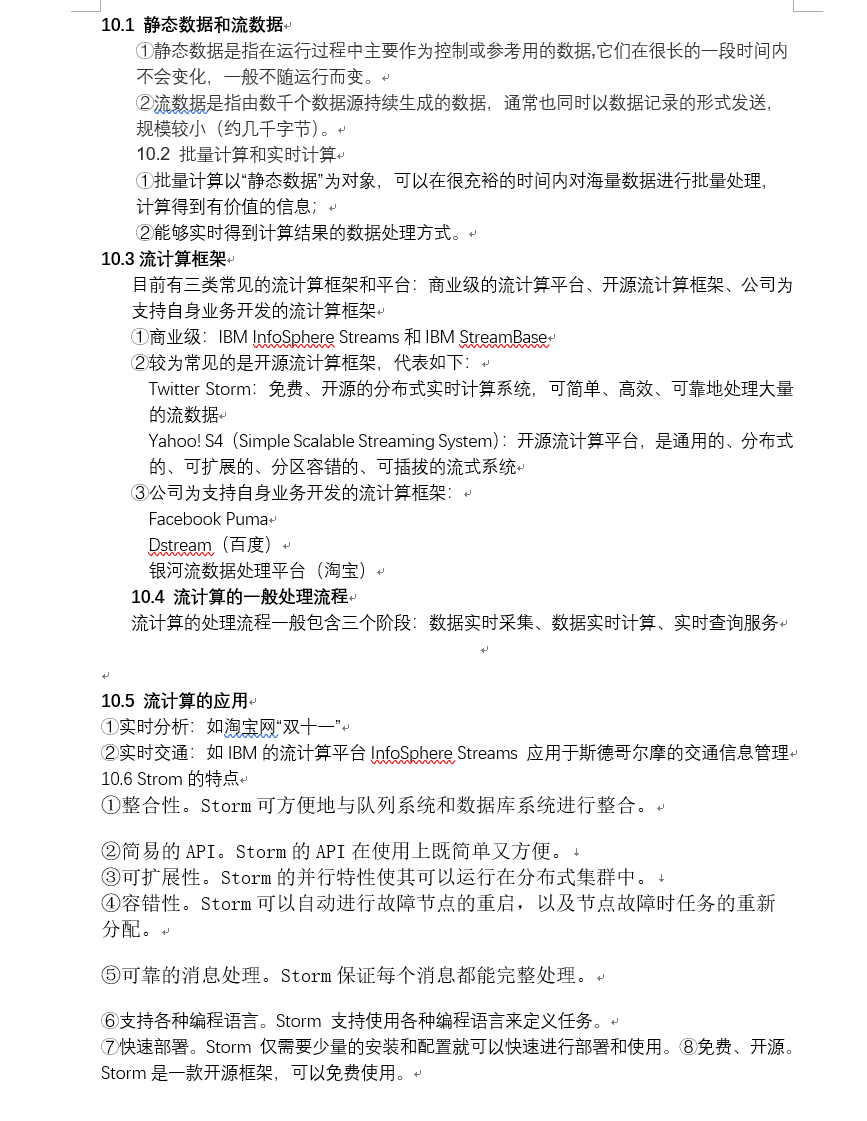 10.1 静态数据和流数据
①静态数据是指在运行过程中主要作为控制或参考用的数据,它们在很长的一段时间内
不会变化，一般不随运行而变。
②流数据是指由数千个数据源持续生成的数据，通常也同时以数据记录的形式发送，
规模较小（约几千字节）。
10.2 批量计算和实时计算
①批量计算以“静态数据”为对象，可以在很充裕的时间内对海量数据进行批量处理，
计算得到有价值的信息；
②能够实时得到计算结果的数据处理方式。
10.3 流计算框架
目前有三类常见的流计算框架和平台：商业级的流计算平台、开源流计算框架、公司为
支持自身业务开发的流计算框架
①商业级：IBM InfoSphere Streams 和 IBM StreamBase
②较为常见的是开源流计算框架，代表如下：
Twitter Storm：免费、开源的分布式实时计算系统，可简单、高效、可靠地处理大量
的流数据
Yahoo! S4（Simple Scalable Streaming System）：开源流计算平台，是通用的、分布式
的、可扩展的、分区容错的、可插拔的流式系统
③公司为支持自身业务开发的流计算框架：
Facebook Puma
Dstream（百度）
银河流数据处理平台（淘宝）
10.4 流计算的一般处理流程
流计算的处理流程一般包含三个阶段：数据实时采集、数据实时计算、实时查询服务
10.5 流计算的应用
①实时分析：如淘宝网“双十一”
②实时交通：如 IBM 的流计算平台 InfoSphere Streams 应用于斯德哥尔摩的交通信息管理
10.6 Strom 的特点
①整合性。Storm 可方便地与队列系统和数据库系统进行整合。
②简易的 API。Storm 的 API 在使用上既简单又方便。
③可扩展性。Storm 的并行特性使其可以运行在分布式集群中。
④容错性。Storm 可以自动进行故障节点的重启，以及节点故障时任务的重新
分配。
⑤可靠的消息处理。Storm 保证每个消息都能完整处理。
⑥支持各种编程语言。Storm 支持使用各种编程语言来定义任务。
⑦快速部署。Storm 仅需要少量的安装和配置就可以快速进行部署和使用。⑧免费、开源。
Storm 是一款开源框架，可以免费使用。